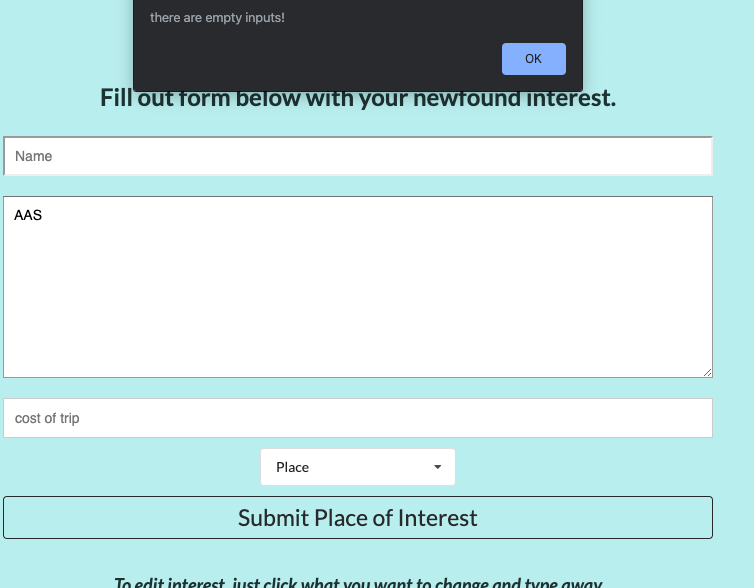 there are empty inputs!
OK
Fill out form below with your newfound interest.
Name
AAS
cost of trip
Place
Submit Place of Interest
To edit interest, just click what you want to change and type away.